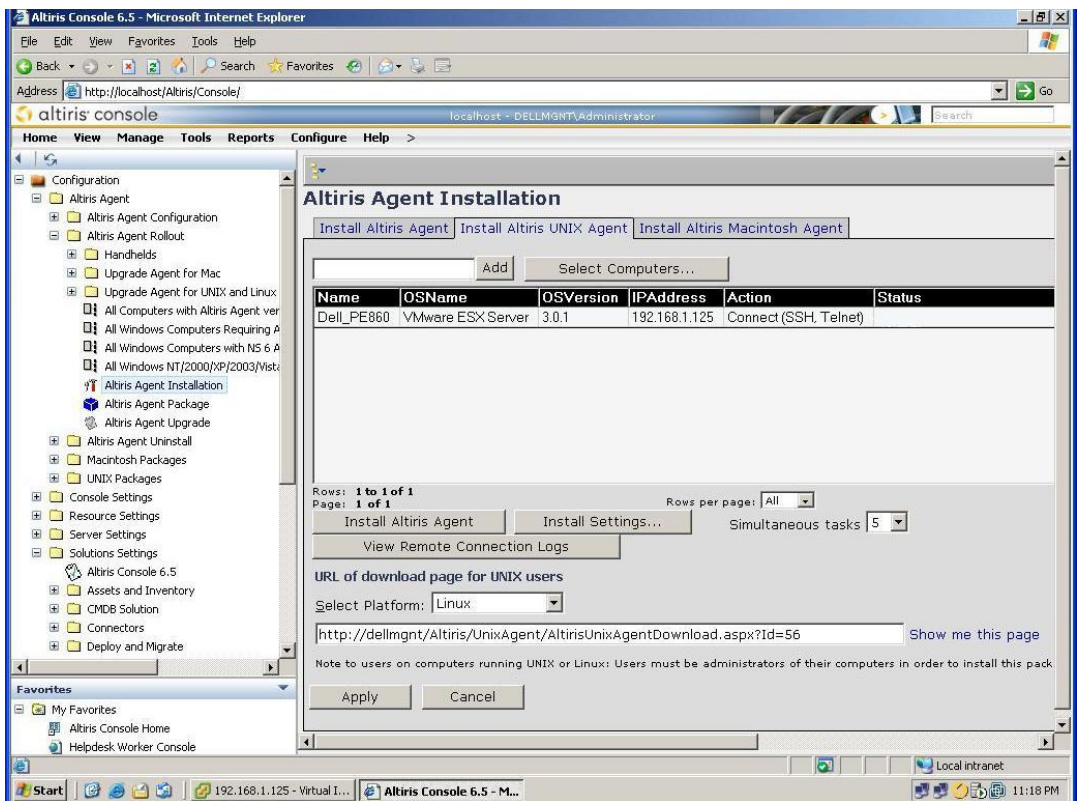 Altiris Console 6.5 - Microsoft Internet Explorer
File Edit View Favorites Tools Help
Back Search Favorites
Address http://localhost/Altiris/Console/ Go
altiris console localhost - DELLMGNT\Administrator Search
Home View Manage Tools Reports Configure Help >
Configuration
Altiris Agent
Altiris Agent Configuration
Altiris Agent Rollout
Handhelds
Upgrade Agent for Mac
Upgrade Agent for UNIX and Linux
All Computers with Altiris Agent ver
All Windows Computers Requiring A
All Windows Computers with NS 6 A
All Windows NT/2000/XP/2003/Vista
Altiris Agent Installation
Altiris Agent Package
Altiris Agent Upgrade
Altiris Agent Uninstall
Macintosh Packages
UNIX Packages
Console Settings
Resource Settings
Server Settings
Solutions Settings
Altiris Console 6.5
Assets and Inventory
CMDB Solution
Connectors
Deploy and Migrate
Favorites
My Favorites
Altiris Console Home
Helpdesk Worker Console
Altiris Agent Installation
Install Altiris Agent Install Altiris UNIX Agent Install Altiris Macintosh Agent
Add Select Computers...
Name OSName OSVersion IPAddress Action Status
Dell_PE860 VMware ESX Server 3.0.1 192.168.1.125 Connect (SSH, Telnet)
Rows: 1 to 1 of 1
Page: 1 of 1 Rows per page: All
Install Altiris Agent Install Settings... Simultaneous tasks 5
View Remote Connection Logs
URL of download page for UNIX users
Select Platform: Linux
http://dellmgnt/Altiris/UnixAgent/AltirisUnixAgentDownload.aspx?Id=56 Show me this page
Note to users on computers running UNIX or Linux: Users must be administrators of their computers in order to install this pack
Apply Cancel
Local intranet
Start 192.168.1.125 - Virtual I... Altiris Console 6.5 - M... 11:18 PM